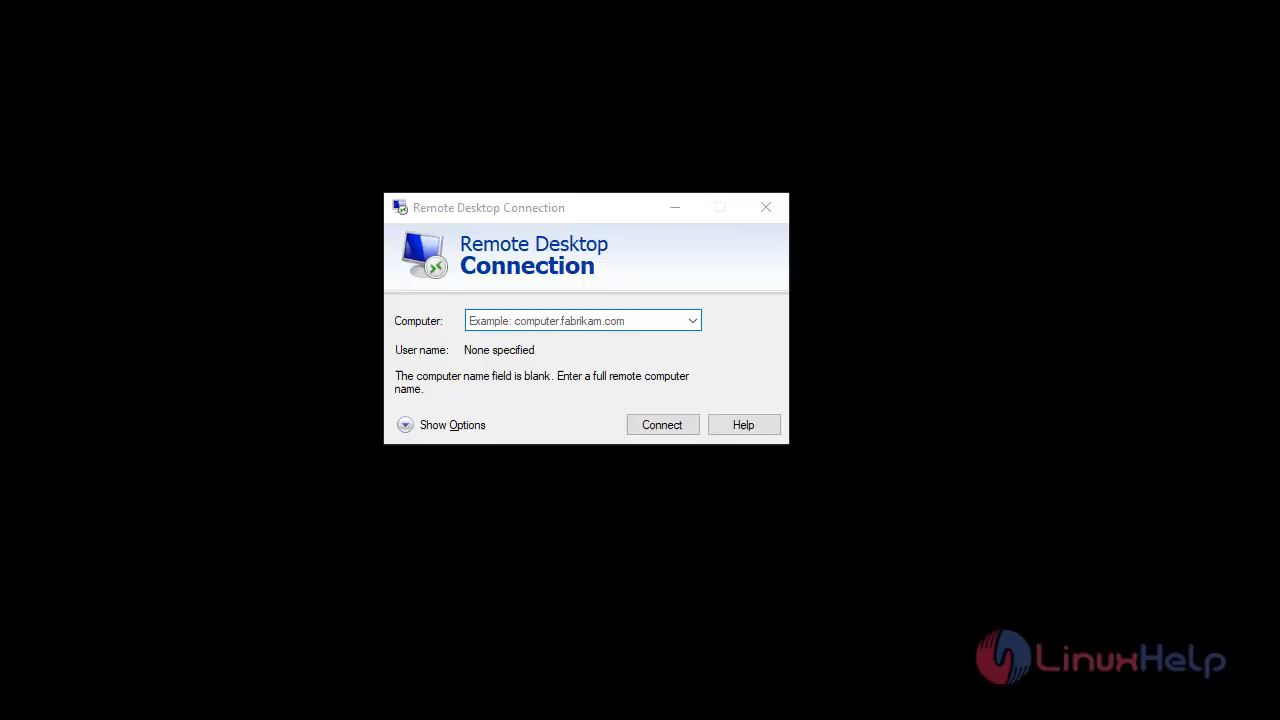 Remote Desktop Connection
Remote Desktop
Connection
Computer: Example: computer.fabrikam.com
User name: None specified
The computer name field is blank. Enter a full remote computer
name.
Show Options Connect Help
LinuxHelp